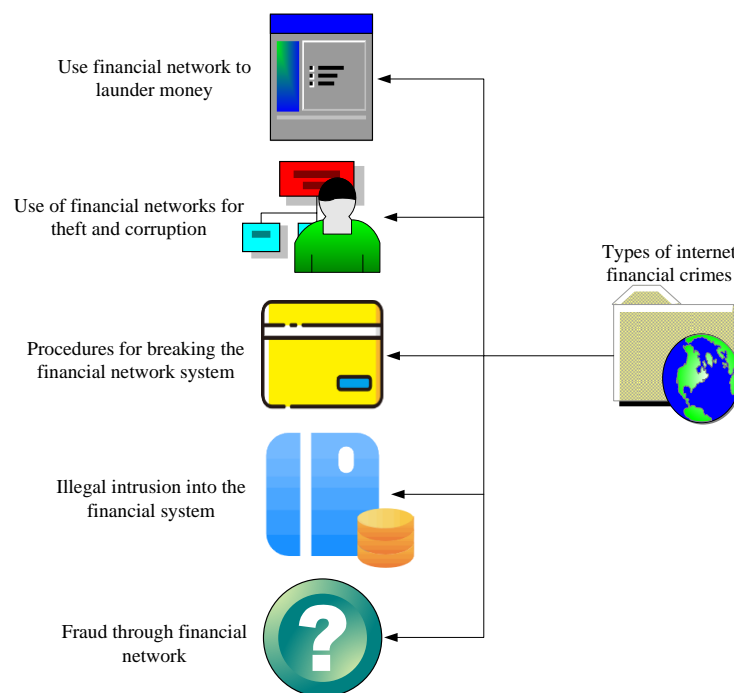 Use financial network to
launder money
Use of financial networks for
theft and corruption
Types of internet
financial crimes
Procedures for breaking the
financial network system
Illegal intrusion into the
financial system
Fraud through financial
network
?